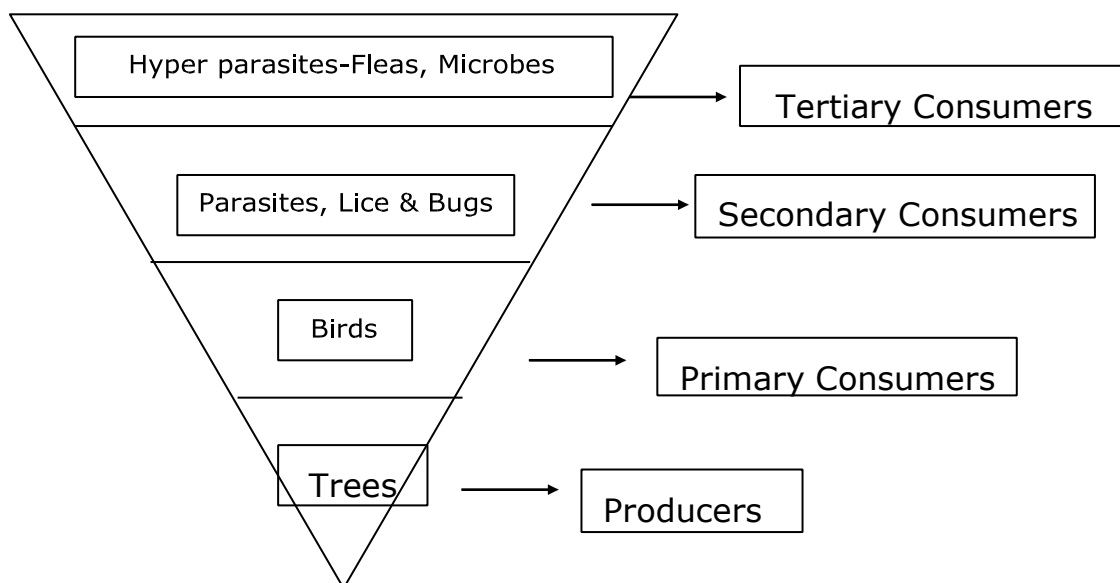 Hyper parasites-Fleas, Microbes
Tertiary Consumers
Parasites, Lice & Bugs
Secondary Consumers
Birds
Primary Consumers
Trees
Producers